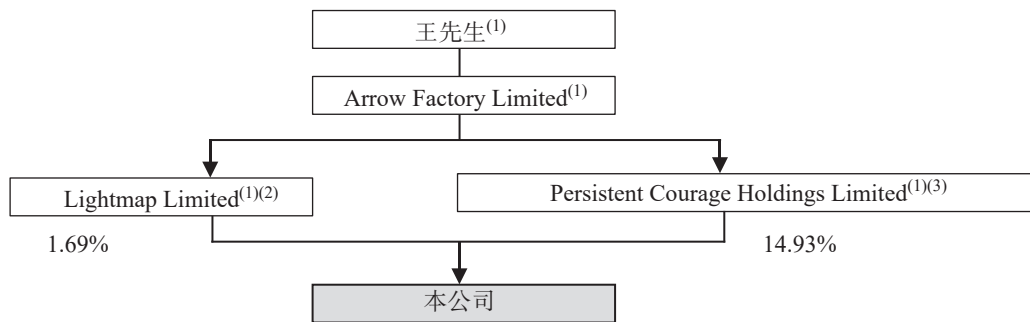 王先生(1)
Arrow Factory Limited(1)
Lightmap Limited(1)(2)
Persistent Courage Holdings Limited(1)(3)
1.69%
14.93%
本公司